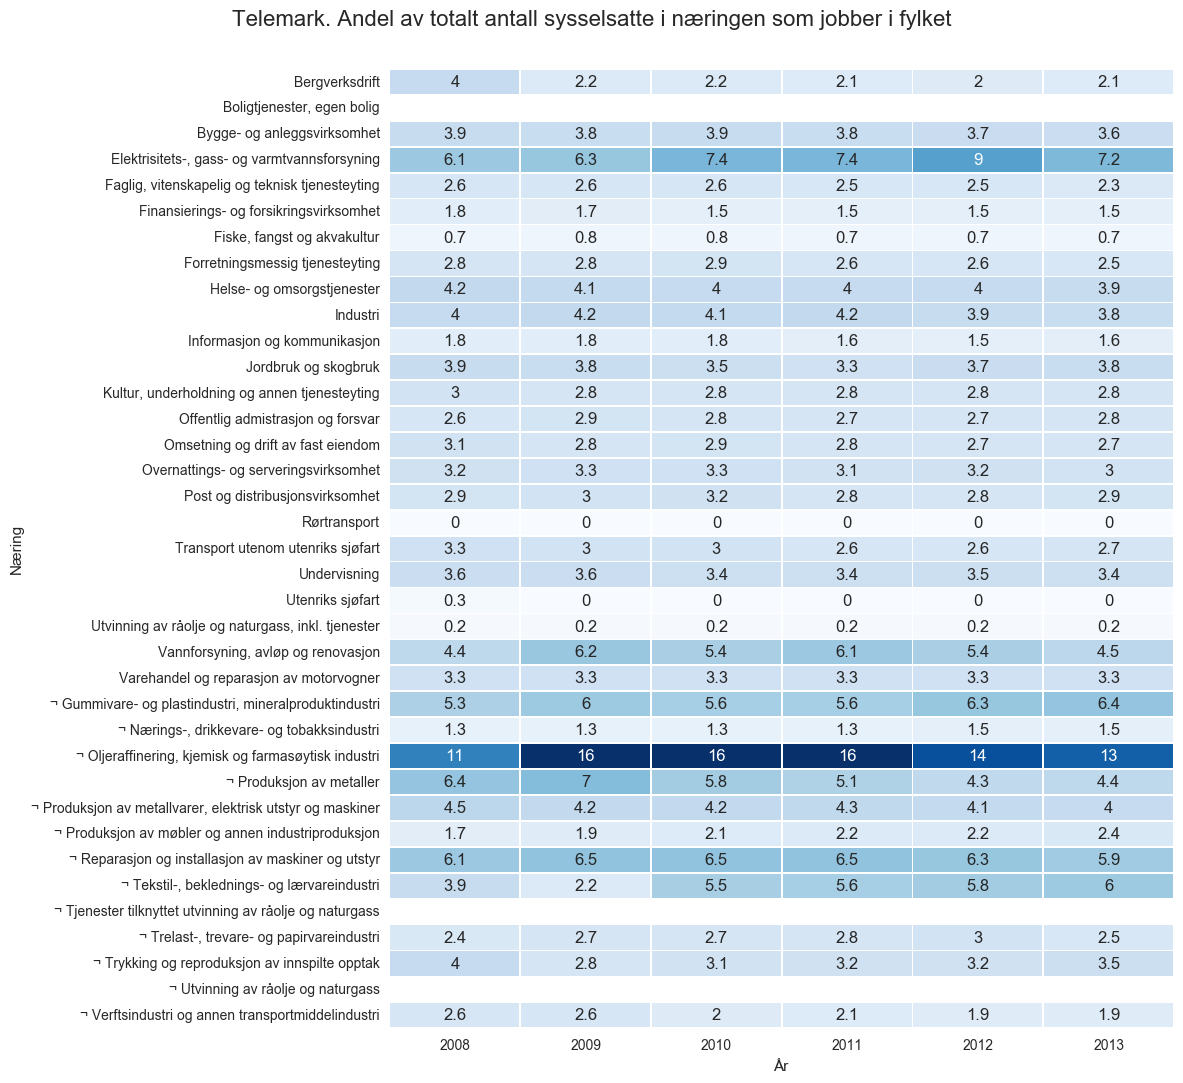 Telemark. Andel av totalt antall sysselsatte i næringen som jobber i fylket
Næring
Bergverksdrift 4 2.2 2.2 2.1 2 2.1
Boligtjenester, egen bolig
Bygge- og anleggsvirksomhet 3.9 3.8 3.9 3.8 3.7 3.6
Elektrisitets-, gass- og varmtvannsforsyning 6.1 6.3 7.4 7.4 9 7.2
Faglig, vitenskapelig og teknisk tjenesteyting 2.6 2.6 2.6 2.5 2.5 2.3
Finansierings- og forsikringsvirksomhet 1.8 1.7 1.5 1.5 1.5 1.5
Fiske, fangst og akvakultur 0.7 0.8 0.8 0.7 0.7 0.7
Forretningsmessig tjenesteyting 2.8 2.8 2.9 2.6 2.6 2.5
Helse- og omsorgstjenester 4.2 4.1 4 4 4 3.9
Industri 4 4.2 4.1 4.2 3.9 3.8
Informasjon og kommunikasjon 1.8 1.8 1.8 1.6 1.5 1.6
Jordbruk og skogbruk 3.9 3.8 3.5 3.3 3.7 3.8
Kultur, underholdning og annen tjenesteyting 3 2.8 2.8 2.8 2.8 2.8
Offentlig admistrasjon og forsvar 2.6 2.9 2.8 2.7 2.7 2.8
Omsetning og drift av fast eiendom 3.1 2.8 2.9 2.8 2.7 2.7
Overnattings- og serveringsvirksomhet 3.2 3.3 3.3 3.1 3.2 3
Post og distribusjonsvirksomhet 2.9 3 3.2 2.8 2.8 2.9
Rørtransport 0 0 0 0 0 0
Transport utenom utenriks sjøfart 3.3 3 3 2.6 2.6 2.7
Undervisning 3.6 3.6 3.4 3.4 3.5 3.4
Utenriks sjøfart 0.3 0 0 0 0 0
Utvinning av råolje og naturgass, inkl. tjenester 0.2 0.2 0.2 0.2 0.2 0.2
Vannforsyning, avløp og renovasjon 4.4 6.2 5.4 6.1 5.4 4.5
Varehandel og reparasjon av motorvogner 3.3 3.3 3.3 3.3 3.3 3.3
¬ Gummivare- og plastindustri, mineralproduktindustri 5.3 6 5.6 5.6 6.3 6.4
¬ Nærings-, drikkevare- og tobakksindustri 1.3 1.3 1.3 1.3 1.5 1.5
¬ Oljeraffinering, kjemisk og farmasøytisk industri 11 16 16 16 14 13
¬ Produksjon av metaller 6.4 7 5.8 5.1 4.3 4.4
¬ Produksjon av metallvarer, elektrisk utstyr og maskiner 4.5 4.2 4.2 4.3 4.1 4
¬ Produksjon av møbler og annen industriproduksjon 1.7 1.9 2.1 2.2 2.2 2.4
¬ Reparasjon og installasjon av maskiner og utstyr 6.1 6.5 6.5 6.5 6.3 5.9
¬ Tekstil-, beklednings- og lærvareindustri 3.9 2.2 5.5 5.6 5.8 6
¬ Tjenester tilknyttet utvinning av råolje og naturgass
¬ Trelast-, trevare- og papirvareindustri 2.4 2.7 2.7 2.8 3 2.5
¬ Trykking og reproduksjon av innspilte opptak 4 2.8 3.1 3.2 3.2 3.5
¬ Utvinning av råolje og naturgass
¬ Verftsindustri og annen transportmiddelindustri 2.6 2.6 2 2.1 1.9 1.9
2008 2009 2010 2011 2012 2013
År